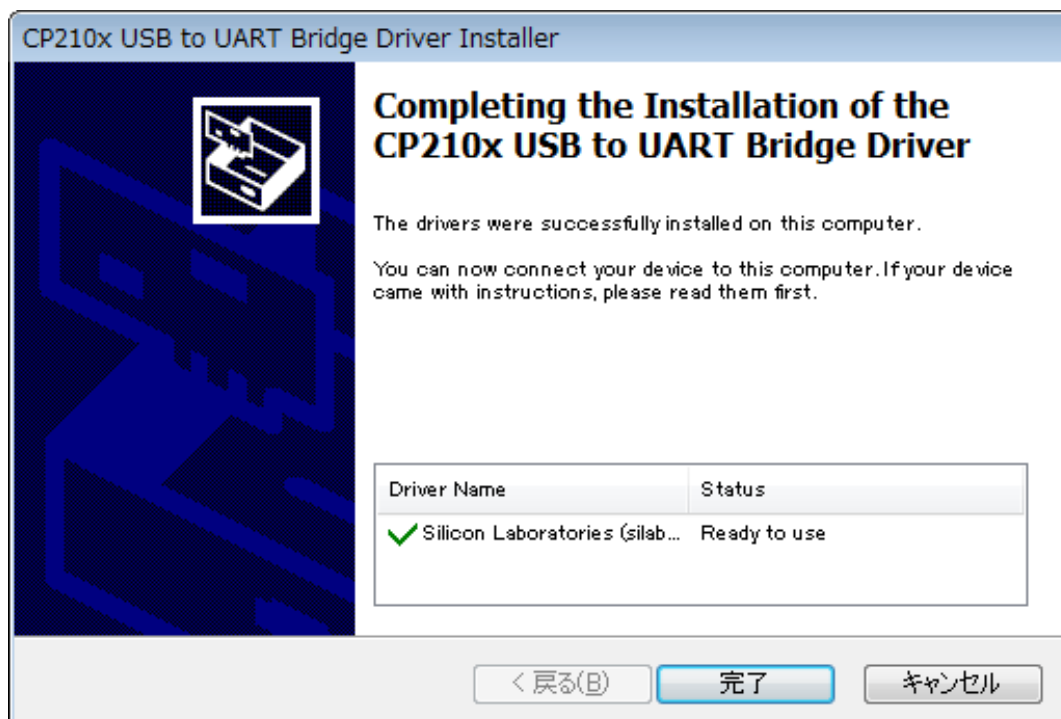 CP210x USB to UART Bridge Driver Installer
Completing the Installation of the
CP210x USB to UART Bridge Driver
The drivers were successfully installed on this computer.
You can now connect your device to this computer. If your device
came with instructions, please read them first.
Driver Name Status
Silicon Laboratories (silab... Ready to use
< 戻る(B) 完了 キャンセル